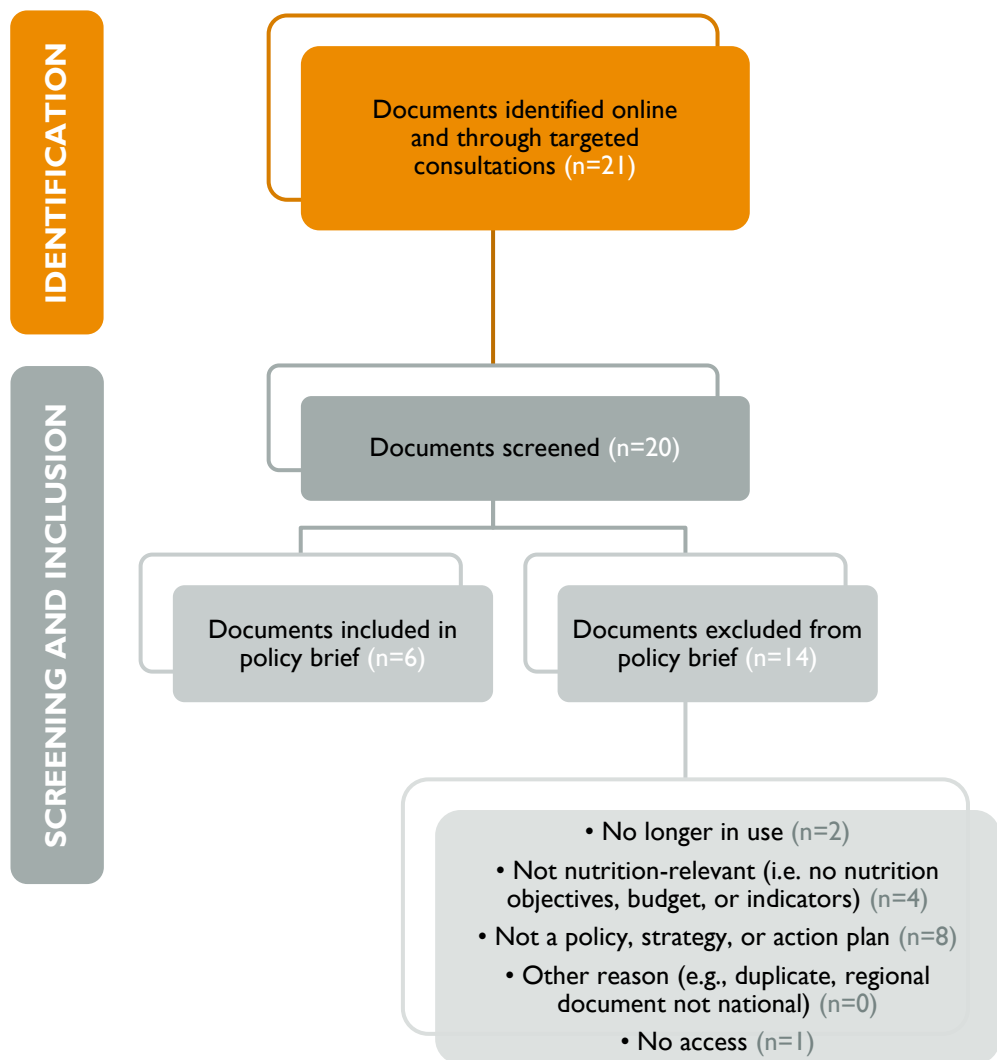 IDENTIFICATION
Documents identified online
and through targeted
consultations (n=21)
SCREENING AND INCLUSION
Documents screened (n=20)
Documents included in
policy brief (n=6)
Documents excluded from
policy brief (n=14)
• No longer in use (n=2)
• Not nutrition-relevant (i.e. no nutrition
objectives, budget, or indicators) (n=4)
• Not a policy, strategy, or action plan (n=8)
• Other reason (e.g., duplicate, regional
document not national) (n=0)
• No access (n=1)